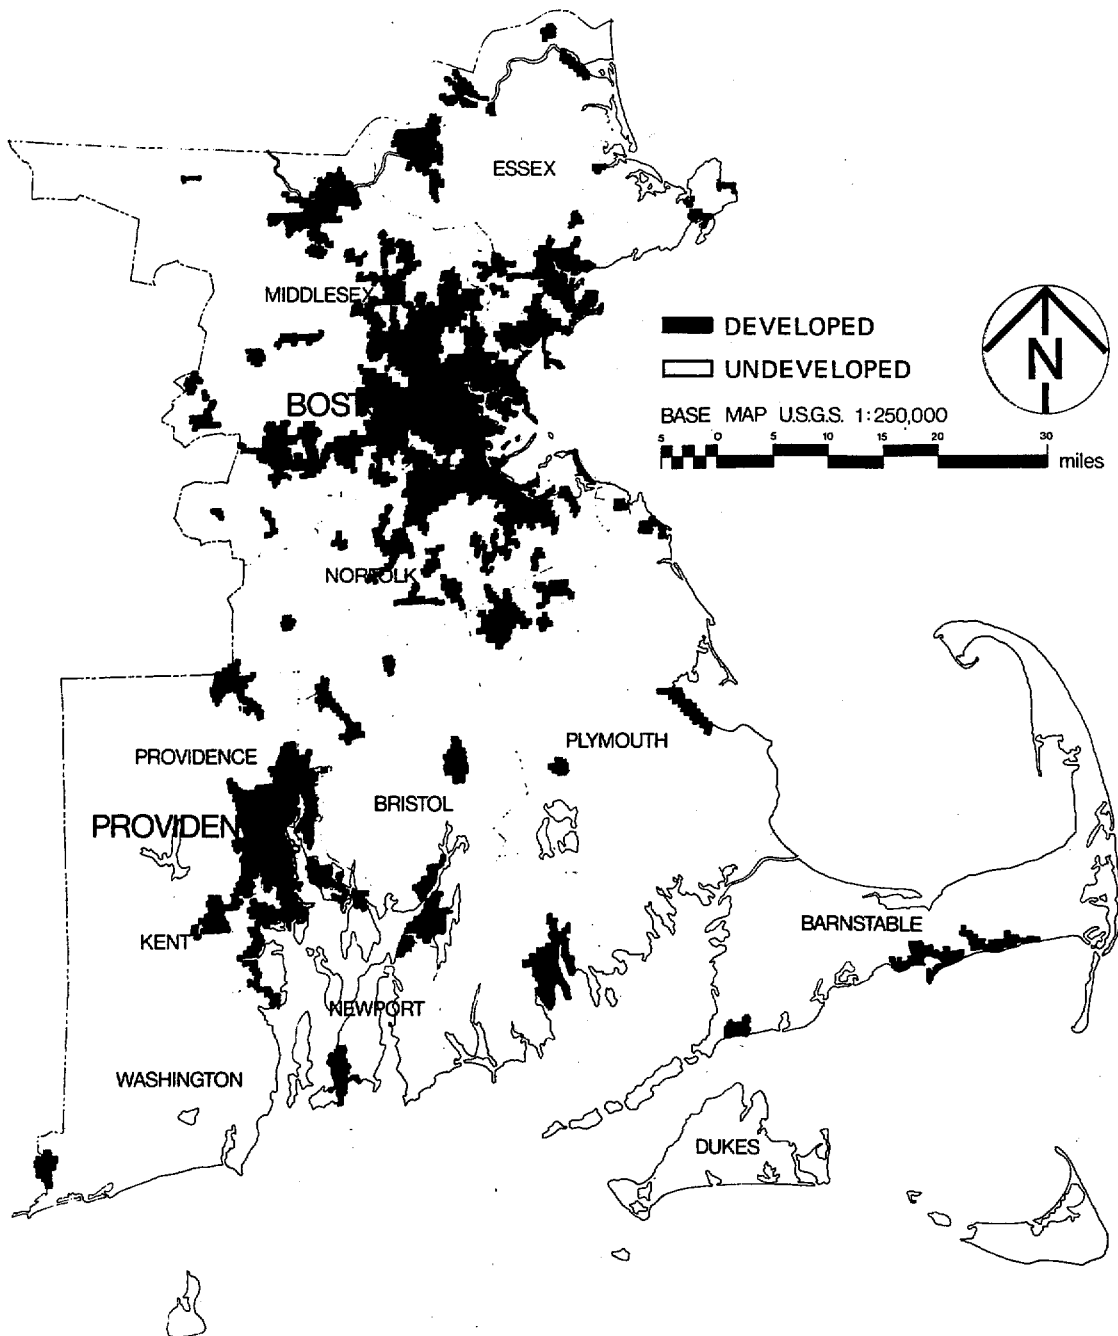 ESSEX
MIDDLESEX
DEVELOPED
UNDEVELOPED
N
BOST
BASE MAP U.S.G.S. 1:250,000
5 0 5 10 15 20 30
miles
NORFOLK
PLYMOUTH
PROVIDENCE
BRISTOL
PROVIDEN
BARNSTABLE
KENT
NEWPORT
WASHINGTON
DUKES